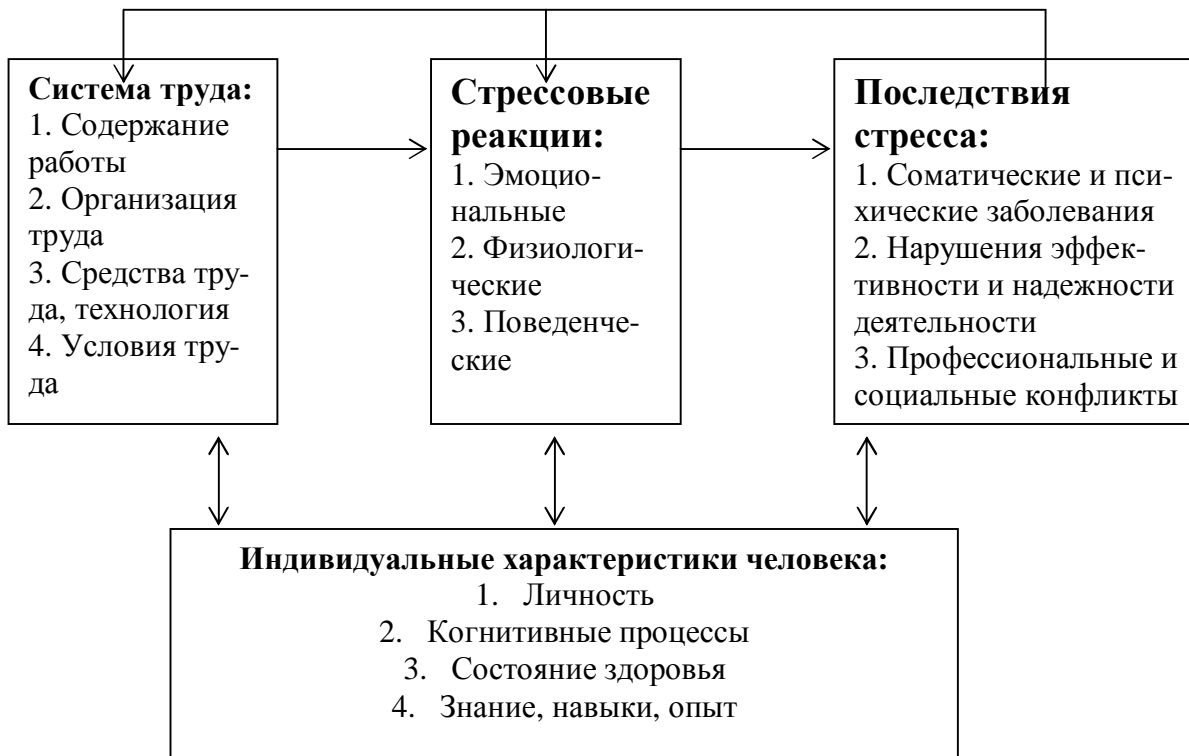 Система труда:
1. Содержание
работы
2. Организация
труда
3. Средства тру-
да, технология
4. Условия тру-
да
Стрессовые
реакции:
1. Эмоцио-
нальные
2. Физиологи-
ческие
3. Поведенче-
ские
Последствия
стресса:
1. Соматические и пси-
хические заболевания
2. Нарушения эффек-
тивности и надежности
деятельности
3. Профессиональные и
социальные конфликты
Индивидуальные характеристики человека:
1. Личность
2. Когнитивные процессы
3. Состояние здоровья
4. Знание, навыки, опыт